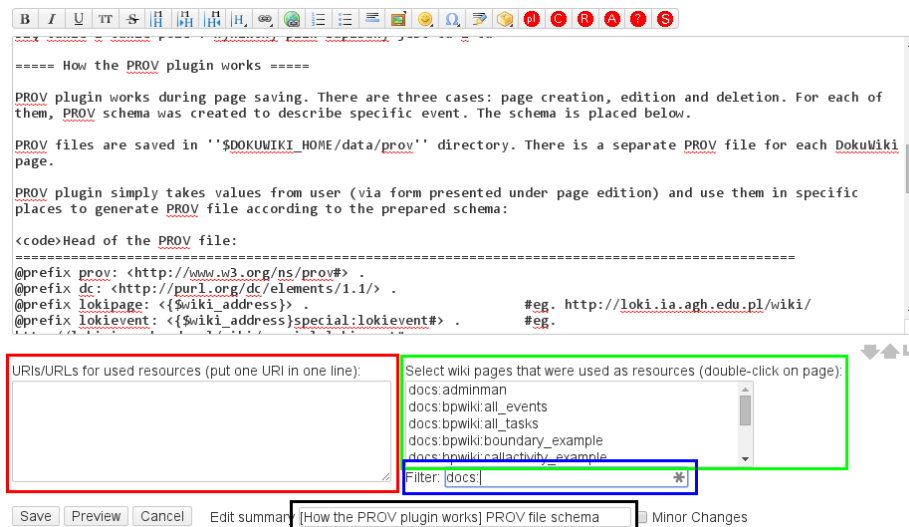 B I U TT S H H H H,
pl C R A ? S
===== How the PROV plugin works =====
PROV plugin works during page saving. There are three cases: page creation, edition and deletion. For each of
them, PROV schema was created to describe specific event. The schema is placed below.
PROV files are saved in ''$DOKUWIKI_HOME/data/prov'' directory. There is a separate PROV file for each DokuWiki
page.
PROV plugin simply takes values from user (via form presented under page edition) and use them in specific
places to generate PROV file according to the prepared schema:
<code>Head of the PROV file:
================================================================================================
@prefix prov: <http://www.w3.org/ns/prov#> .
@prefix dc: <http://purl.org/dc/elements/1.1/> .
@prefix lokipage: <{$wiki_address}> . #eg. http://loki.ia.agh.edu.pl/wiki/
@prefix lokievent: <{$wiki_address}special:lokievent#> . #eg.
URIs/URLs for used resources (put one URI in one line):
Select wiki pages that were used as resources (double-click on page):
docs:adminman
docs:bpwiki:all_events
docs:bpwiki:all_tasks
docs:bpwiki:boundary_example
docs:bpwiki:callactivity_example
Filter: docs:
Save Preview Cancel Edit summary [How the PROV plugin works] PROV file schema Minor Changes